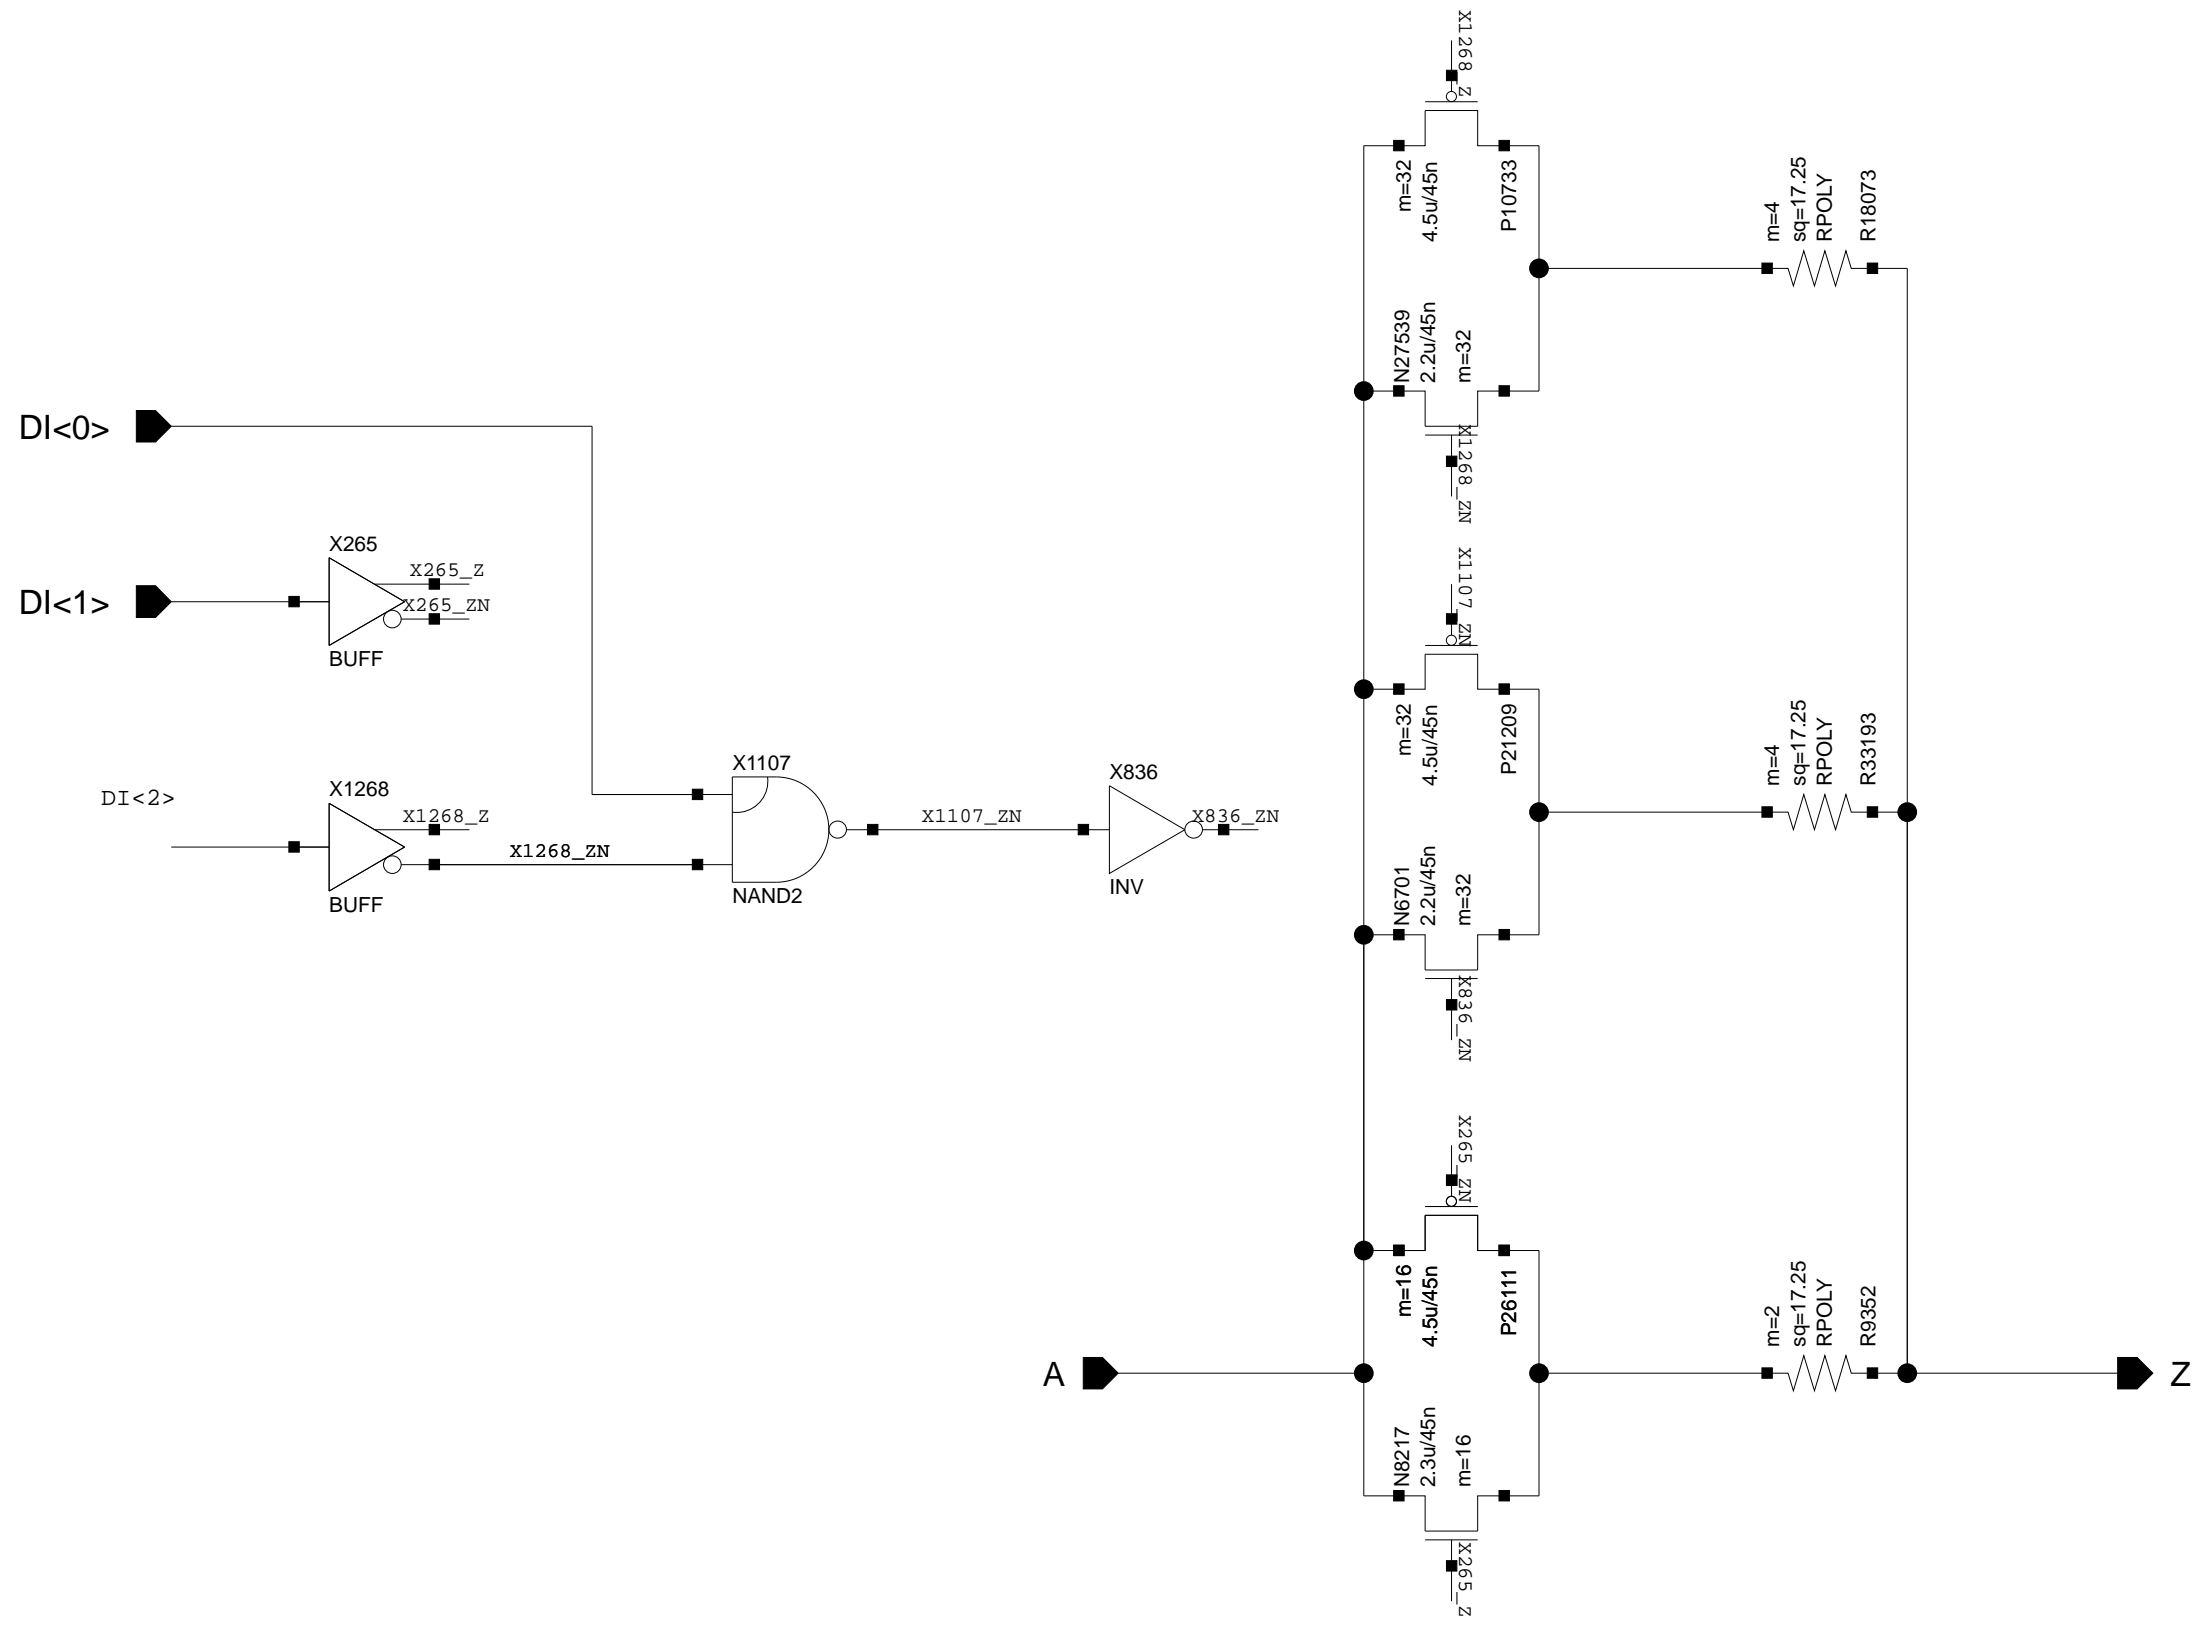 DI<0>
X265
X265_Z
DI<1>
X265_ZN
BUFF
DI<2>
X1268
X1268_Z
X1268_ZN
BUFF
X1107
X1107_ZN
NAND2
X836
X836_ZN
INV
X1268_Z
m=32
4.5u/45n
P10733
N27539
2.2u/45n
m=32
X1268_ZN
m=4
sq=17.25
RPOLY
R18073
X1107_ZN
m=32
4.5u/45n
P21209
N6701
2.2u/45n
m=32
X836_ZN
m=4
sq=17.25
RPOLY
R33193
X265_ZN
m=16
4.5u/45n
P26111
A
N8217
2.3u/45n
m=16
X265_Z
m=2
sq=17.25
RPOLY
R9352
Z